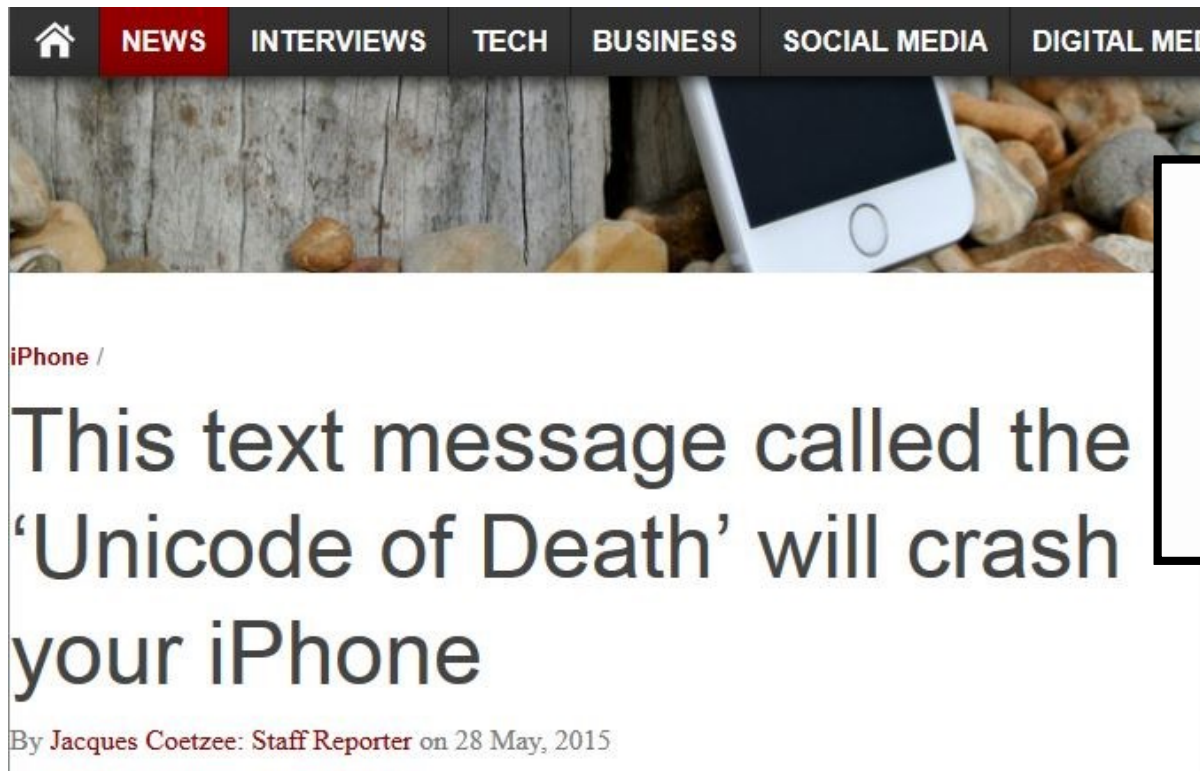 NEWS INTERVIEWS TECH BUSINESS SOCIAL MEDIA DIGITAL
iPhone /
This text message called the
‘Unicode of Death’ will crash
your iPhone
By Jacques Coetzee: Staff Reporter on 28 May, 2015